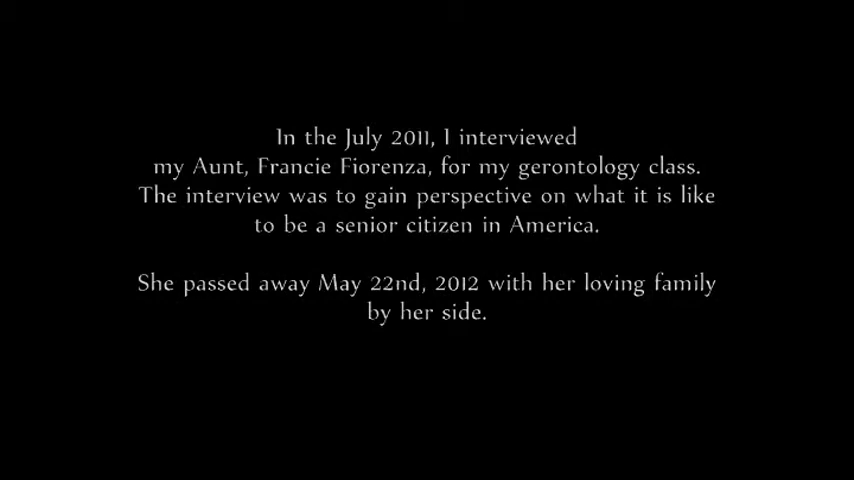 In the July 2011, I interviewed
my Aunt, Francie Fiorenza, for my gerontology class.
The interview was to gain perspective on what it is like
to be a senior citizen in America.
She passed away May 22nd, 2012 with her loving family
by her side.